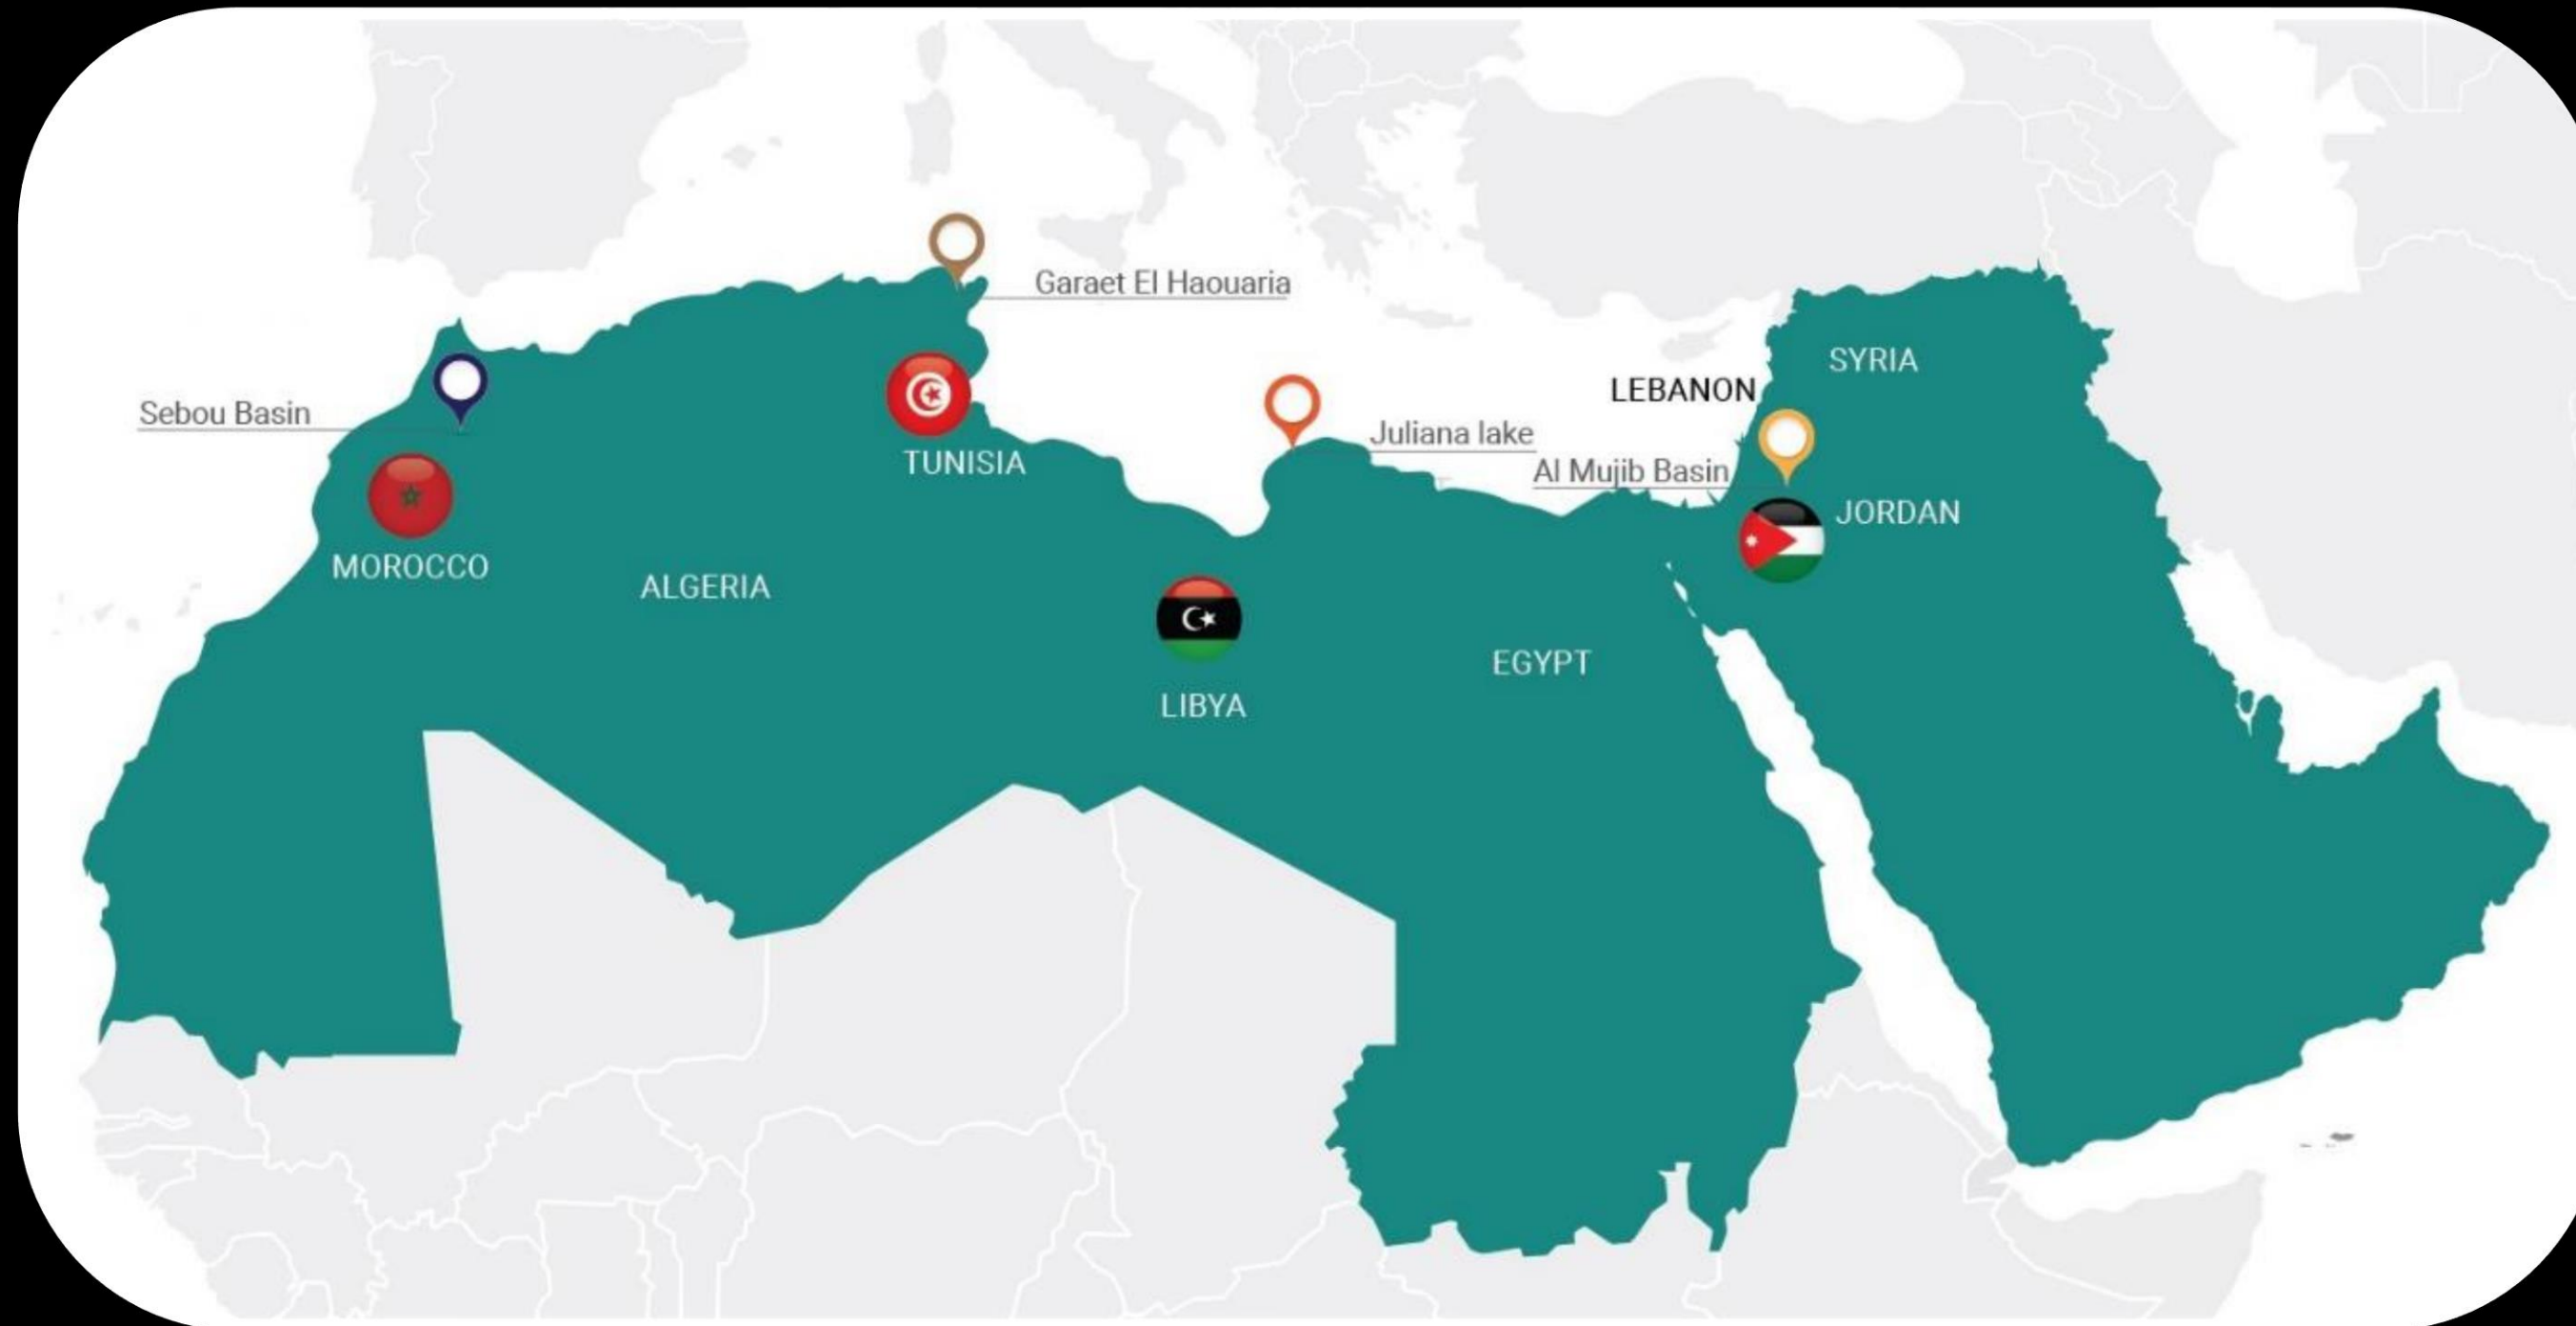 Garaet El Haouaria
Sebou Basin
SYRIA
LEBANON
Juliana lake
Al Mujib Basin
TUNISIA
JORDAN
MOROCCO
ALGERIA
EGYPT
LIBYA